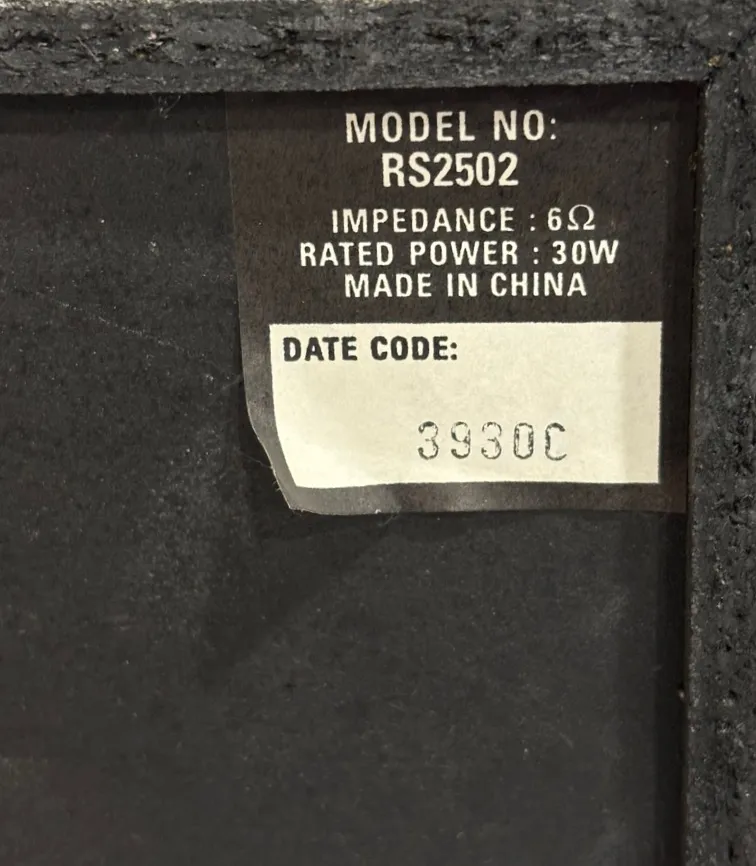 MODEL NO:
RS2502
IMPEDANCE : 6Ω
RATED POWER : 30W
MADE IN CHINA
DATE CODE:
3930C